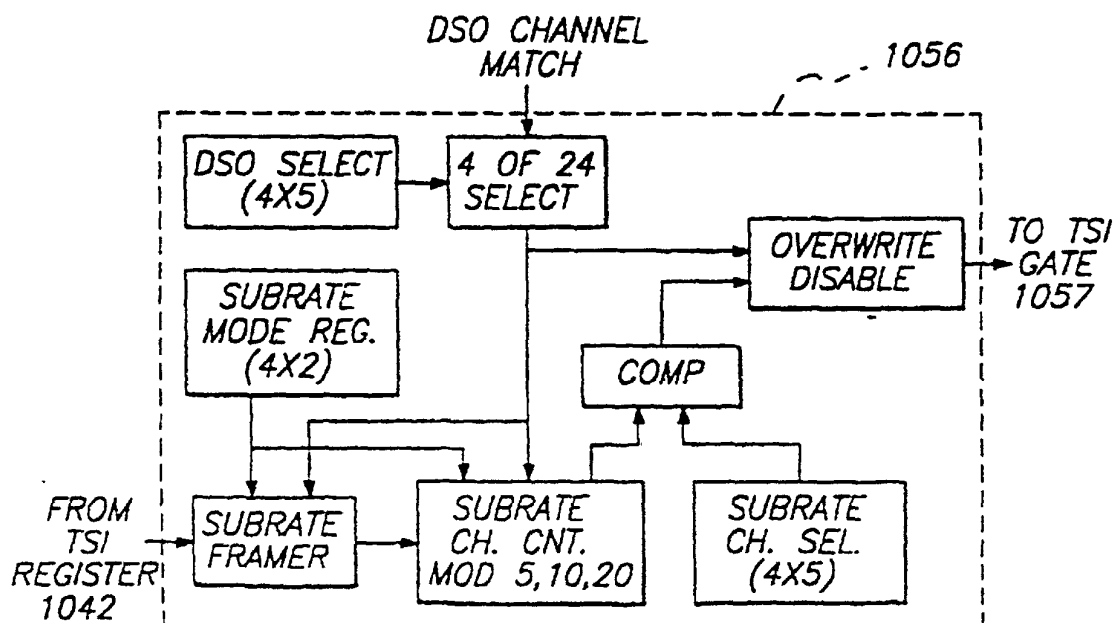 DSO CHANNEL
MATCH
1056
DSO SELECT
(4X5)
4 OF 24
SELECT
OVERWRITE
DISABLE
TO TSI
GATE
1057
SUBRATE
MODE REG.
(4X2)
COMP
FROM
TSI
REGISTER
1042
SUBRATE
FRAMER
SUBRATE
CH. CNT.
MOD 5,10,20
SUBRATE
CH. SEL.
(4X5)